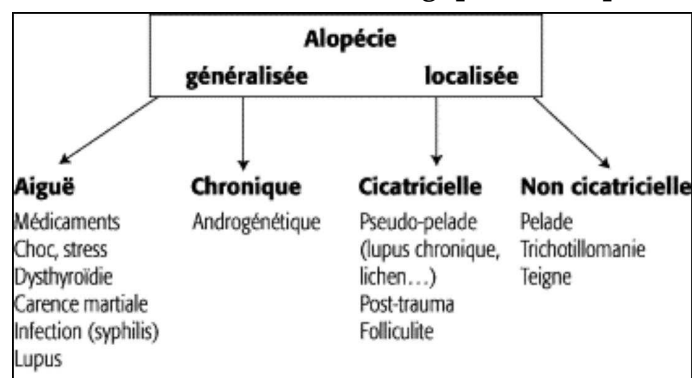 Alopécie
généralisée localisée
Aiguë
Médicaments
Choc, stress
Dysthyroïdie
Carence martiale
Infection (syphilis)
Lupus
Chronique
Androgénétique
Cicatricielle
Pseudo-pelade
(lupus chronique,
lichen…)
Post-trauma
Folliculite
Non cicatricielle
Pelade
Trichotillomanie
Teigne